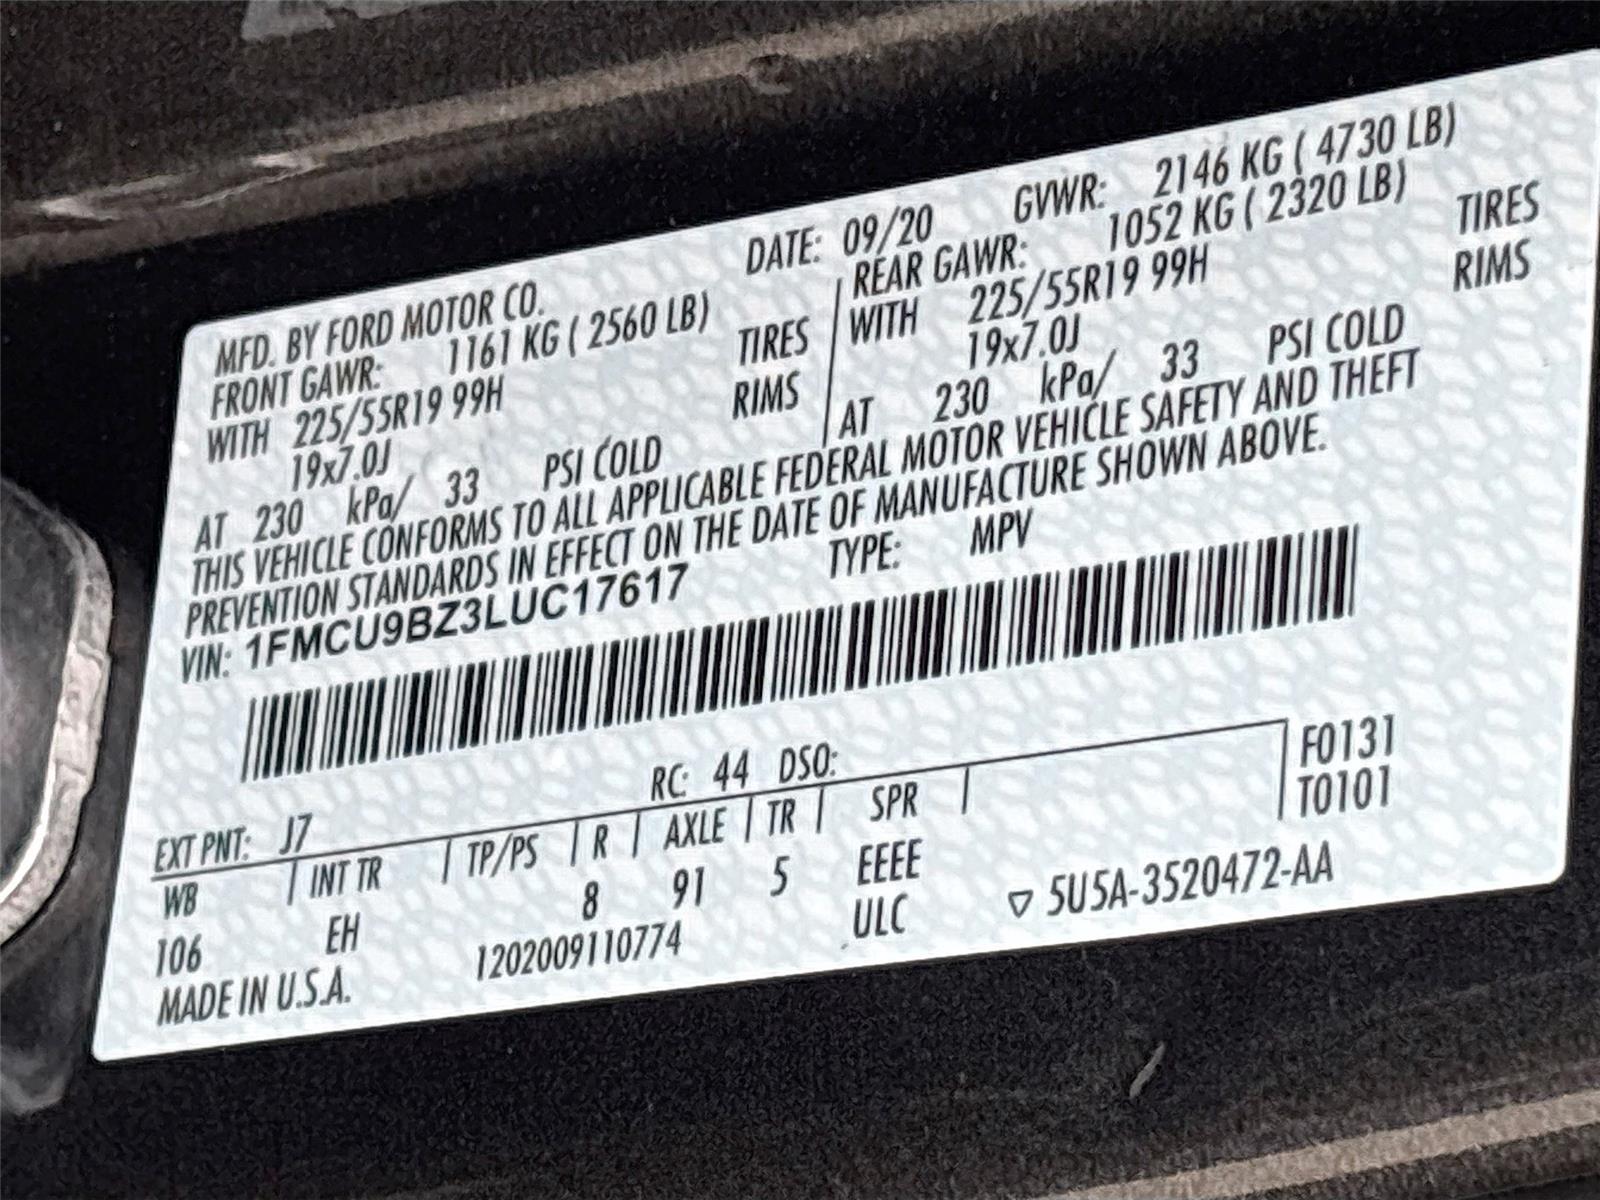 MFD. BY FORD MOTOR CO. DATE: 09/20 GVWR: 2146 KG ( 4730 LB)
FRONT GAWR: 1161 KG ( 2560 LB) REAR GAWR: 1052 KG ( 2320 LB)
WITH 225/55R19 99H TIRES WITH 225/55R19 99H TIRES
19x7.0J RIMS 19x7.0J RIMS
AT 230 kPa/ 33 PSI COLD AT 230 kPa/ 33 PSI COLD
THIS VEHICLE CONFORMS TO ALL APPLICABLE FEDERAL MOTOR VEHICLE SAFETY AND THEFT
PREVENTION STANDARDS IN EFFECT ON THE DATE OF MANUFACTURE SHOWN ABOVE.
VIN: 1FMCU9BZ3LUC17617 TYPE: MPV
EXT PNT: J7 RC: 44 DSO: F0131
WB INT TR TP/PS R AXLE TR SPR T0101
106 EH 8 91 5 EEEE
MADE IN U.S.A. 1202009110774 ULC 5U5A-3520472-AA